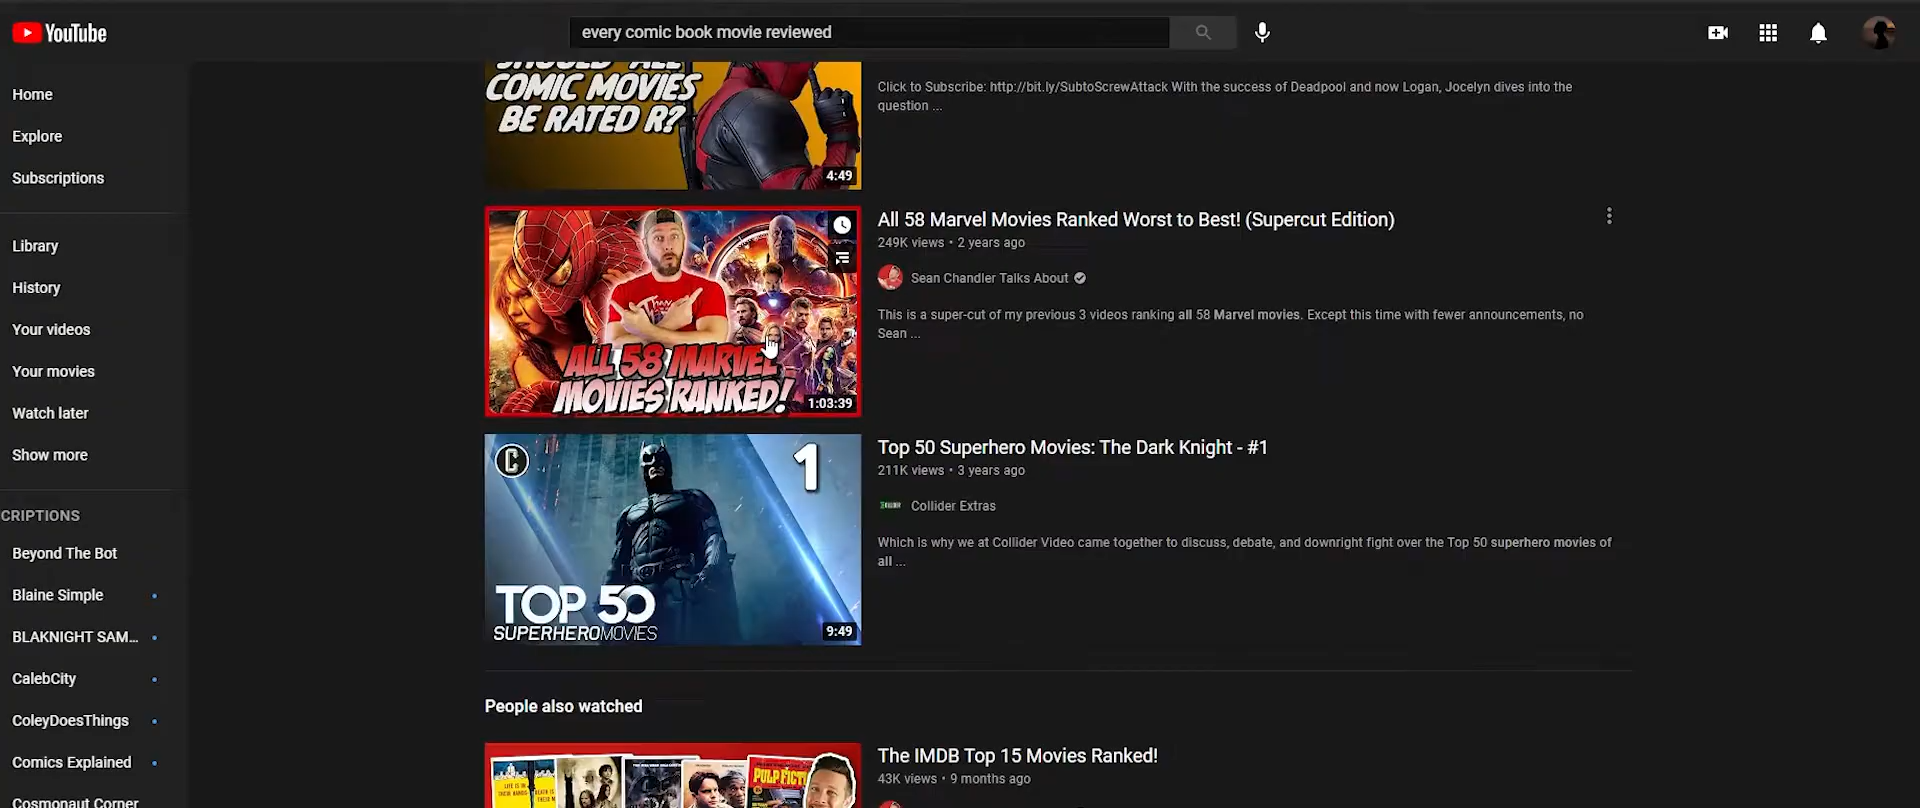 YouTube
every comic book movie reviewed
Home
Explore
Subscriptions
Library
History
Your videos
Your movies
Watch later
Show more
CRIPTIONS
Beyond The Bot
Blaine Simple
BLAKNIGHT SAM...
CalebCity
ColeyDoesThings
Comics Explained
Cosmonaut Corner
SHOULD ALL
COMIC MOVIES
BE RATED R?
4:49
Click to Subscribe: http://bit.ly/SubtoScrewAttack With the success of Deadpool and now Logan, Jocelyn dives into the
question ...
ALL 58 MARVEL
MOVIES RANKED!
1:03:39
All 58 Marvel Movies Ranked Worst to Best! (Supercut Edition)
249K views • 2 years ago
Sean Chandler Talks About
This is a super-cut of my previous 3 videos ranking all 58 Marvel movies. Except this time with fewer announcements, no
Sean ...
C
1
TOP 50
SUPERHEROMOVIES
9:49
Top 50 Superhero Movies: The Dark Knight - #1
211K views • 3 years ago
Collider Extras
Which is why we at Collider Video came together to discuss, debate, and downright fight over the Top 50 superhero movies of
all ...
People also watched
PULP FICTI
The IMDB Top 15 Movies Ranked!
43K views • 9 months ago